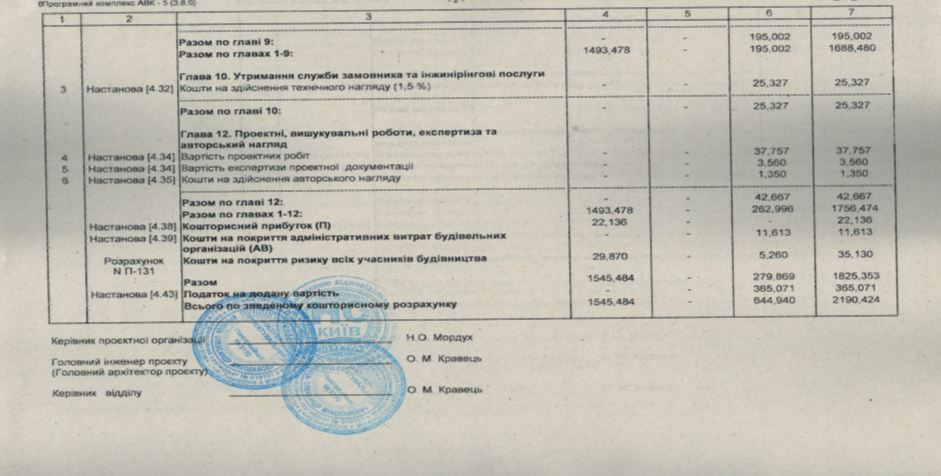 Програмний комплекс АВК - 5 (3.8.0)
1 2 3 4 5 6 7
Разом по главі 9: - - 195,002 195,002
Разом по главах 1-9: 1493,478 - 195,002 1688,480
Глава 10. Утримання служби замовника та інжинірингові послуги
3 Настанова [4.32] Кошти на здійснення технічного нагляду (1,5 %) - - 25,327 25,327
Разом по главі 10: - - 25,327 25,327
Глава 12. Проектні, вишукувальні роботи, експертиза та
авторський нагляд
4 Настанова [4.34] Вартість проектних робіт - - 37,757 37,757
5 Настанова [4.34] Вартість експертизи проектної документації - - 3,560 3,560
6 Настанова [4.35] Кошти на здійснення авторського нагляду - - 1,350 1,350
Разом по главі 12: - - 42,667 42,667
Разом по главах 1-12: 1493,478 - 262,996 1756,474
Настанова [4.38] Кошторисний прибуток (П) 22,136 - - 22,136
Настанова [4.39] Кошти на покриття адміністративних витрат будівельних - - 11,613 11,613
організацій (АВ)
Розрахунок Кошти на покриття ризику всіх учасників будівництва 29,870 - 5,260 35,130
N П-131
Разом 1545,484 - 279,869 1825,353
Настанова [4.43] Податок на додану вартість - - 365,071 365,071
Всього по зведеному кошторисному розрахунку 1545,484 - 644,940 2190,424
КИЇВ
Керівник проєктної організації Н.О. Мордух
Головний інженер проєкту О. М. Кравець
(Головний архітектор проєкту)
Керівник відділу О. М. Кравець